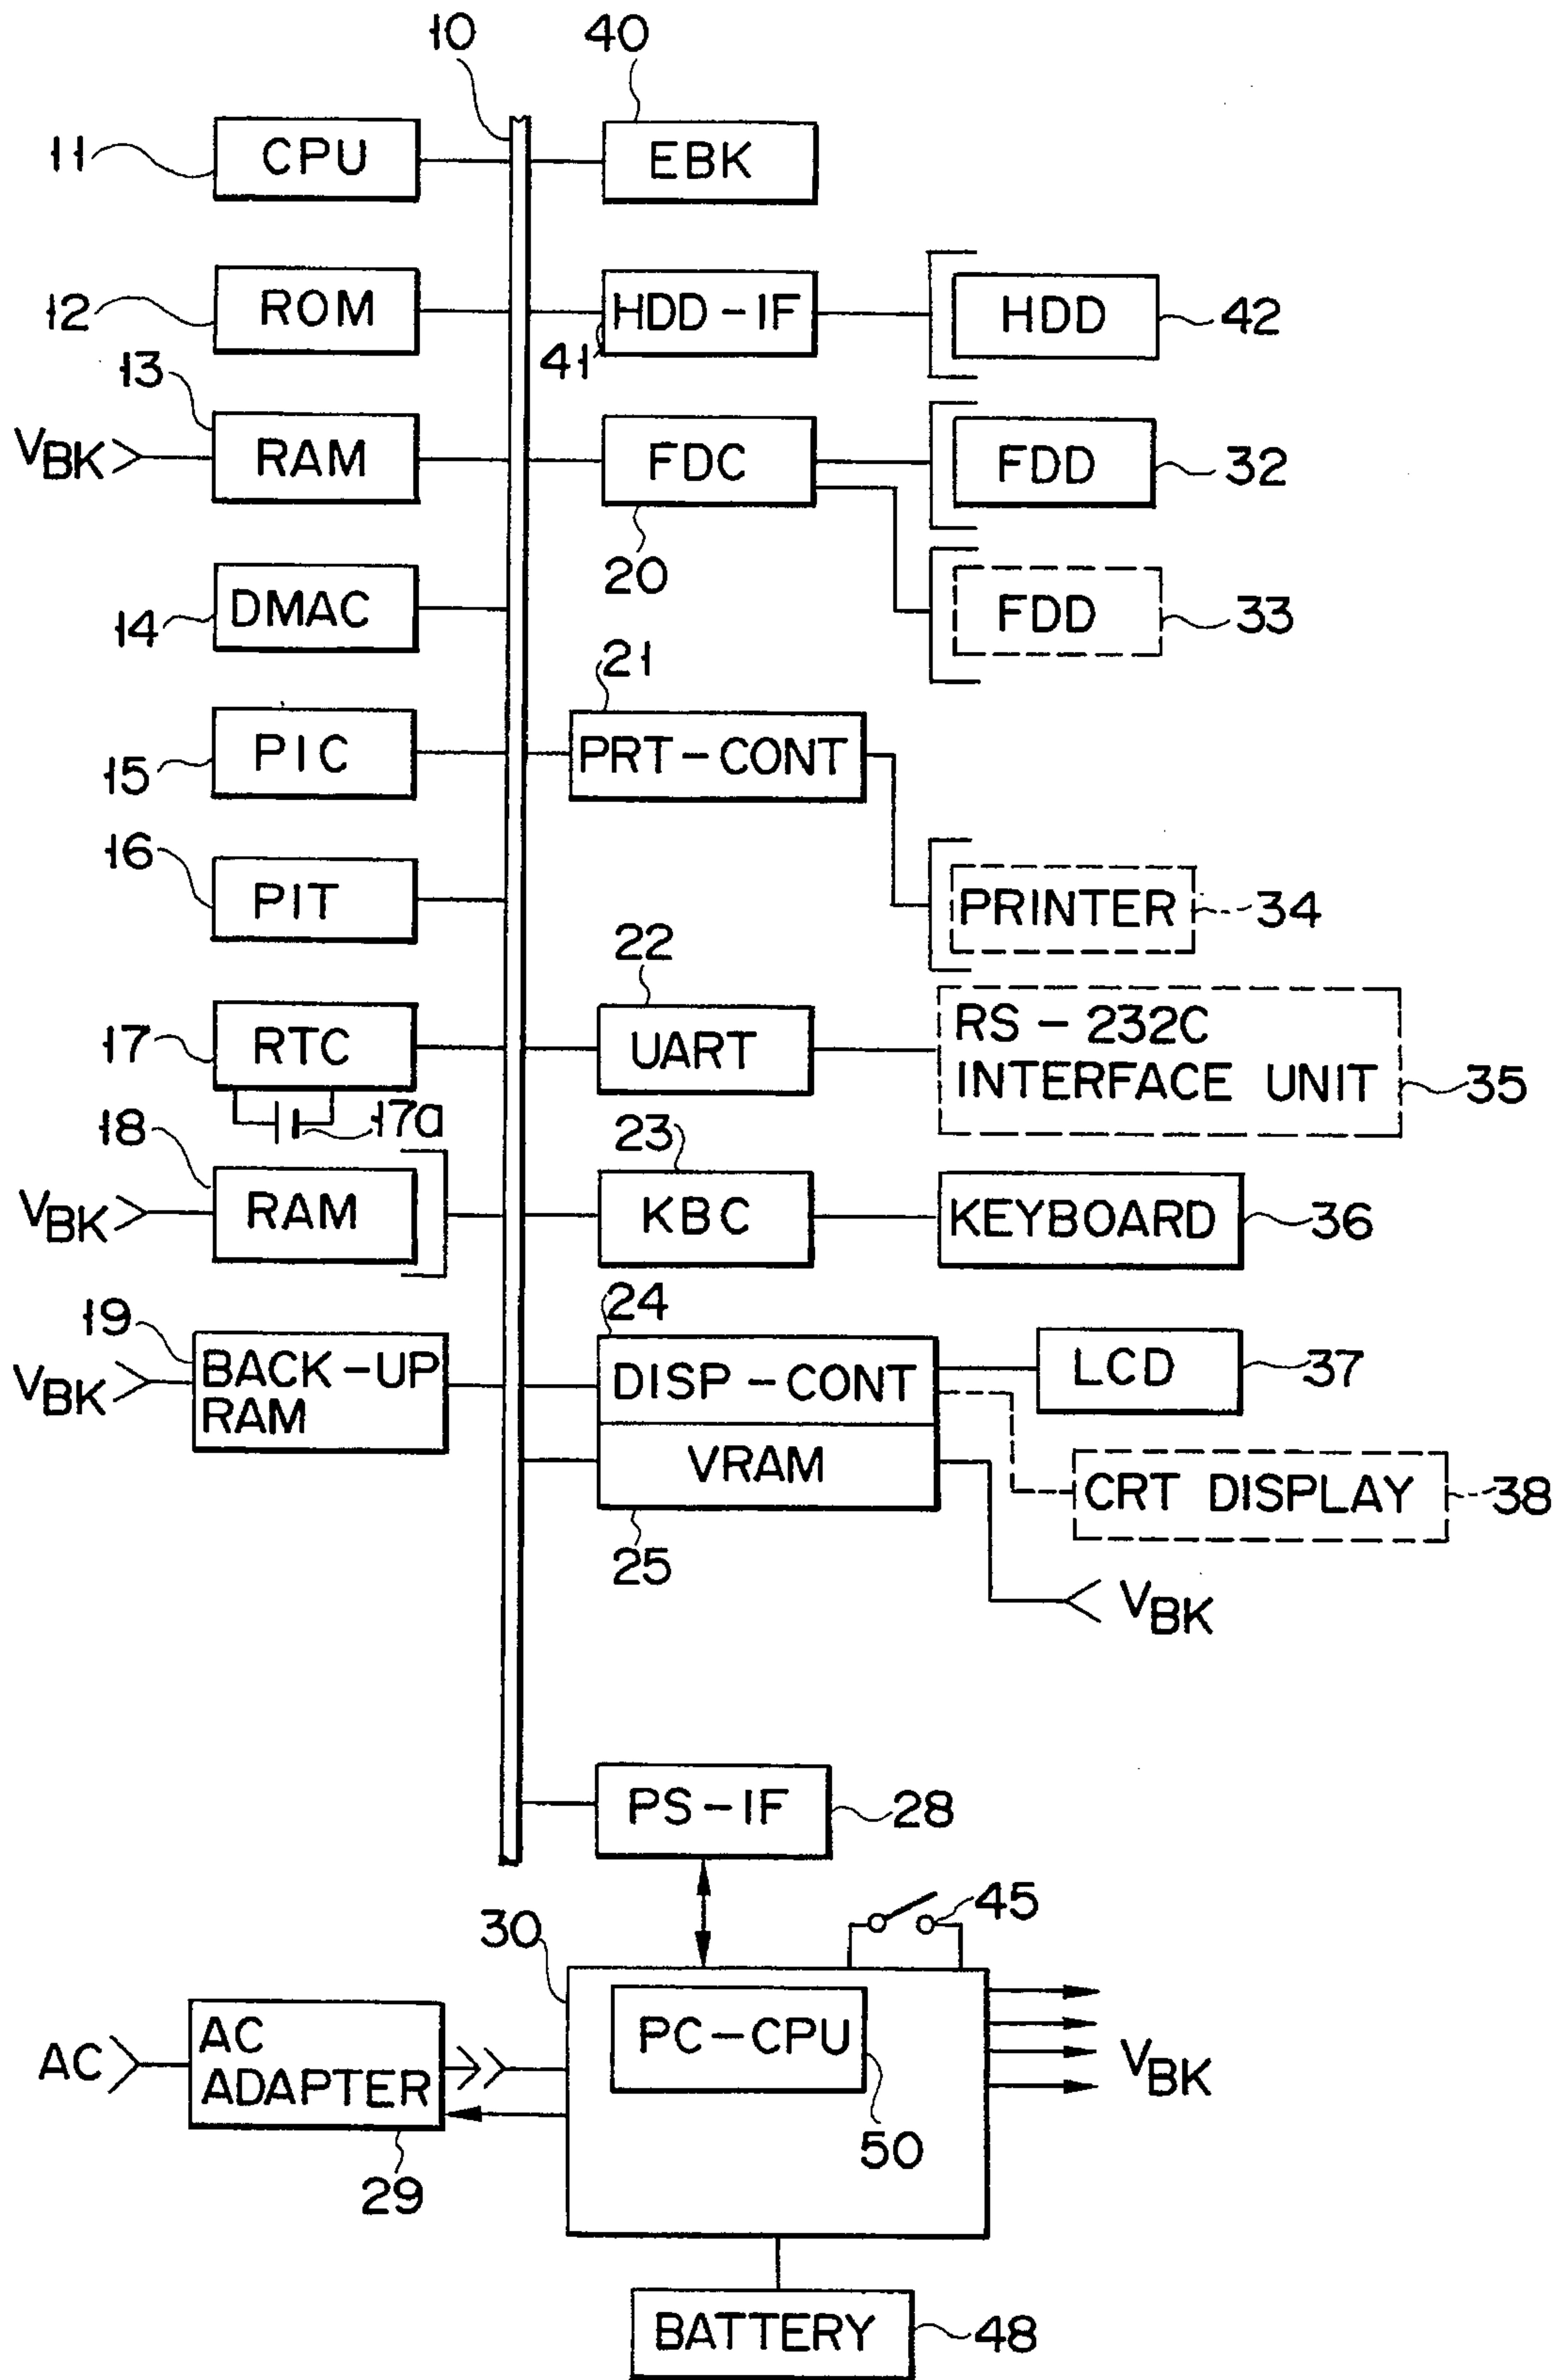 10
40
11
CPU
EBK
12
ROM
HDD-IF
41
HDD
42
13
VBK
RAM
FDC
20
FDD
32
14
DMAC
FDD
33
21
15
PIC
PRT-CONT
16
PIT
PRINTER
34
22
17
RTC
17a
UART
RS-232C
INTERFACE UNIT
35
18
VBK
RAM
23
KBC
KEYBOARD
36
19
VBK
BACK-UP
RAM
24
DISP-CONT
LCD
37
VRAM
25
CRT DISPLAY
38
VBK
PS-IF
28
45
30
PC-CPU
50
AC
AC
ADAPTER
29
VBK
BATTERY
48